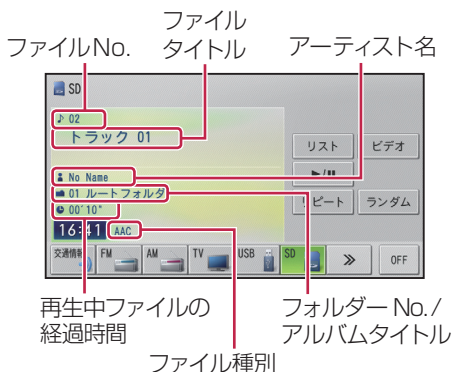 ファイル
タイトル
ファイルNo.
アーティスト名
SD
♪ 02
トラック 01
リスト
ビデオ
No Name
►/II
01 ルートフォルダ
リピート
ランダム
00'10"
16:41
AAC
交通情報
FM
AM
TV
USB
SD
≫
OFF
再生中ファイルの
経過時間
フォルダー No./
アルバムタイトル
ファイル種別